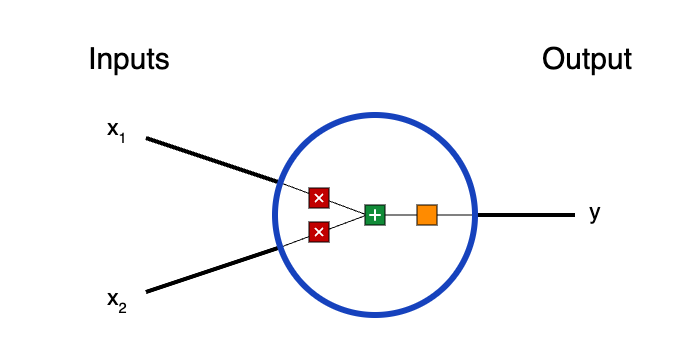 Inputs
Output
x₁
× +
× y
x₂